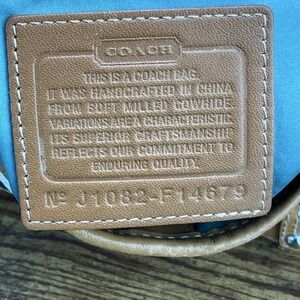 COACH
THIS IS A COACH BAG.
IT WAS HANDCRAFTED IN CHINA
FROM SOFT MILLED COWHIDE.
VARIATIONS ARE A CHARACTERISTIC.
ITS SUPERIOR CRAFTSMANSHIP
REFLECTS OUR COMMITMENT TO
ENDURING QUALITY.
Nº J1082-F14679